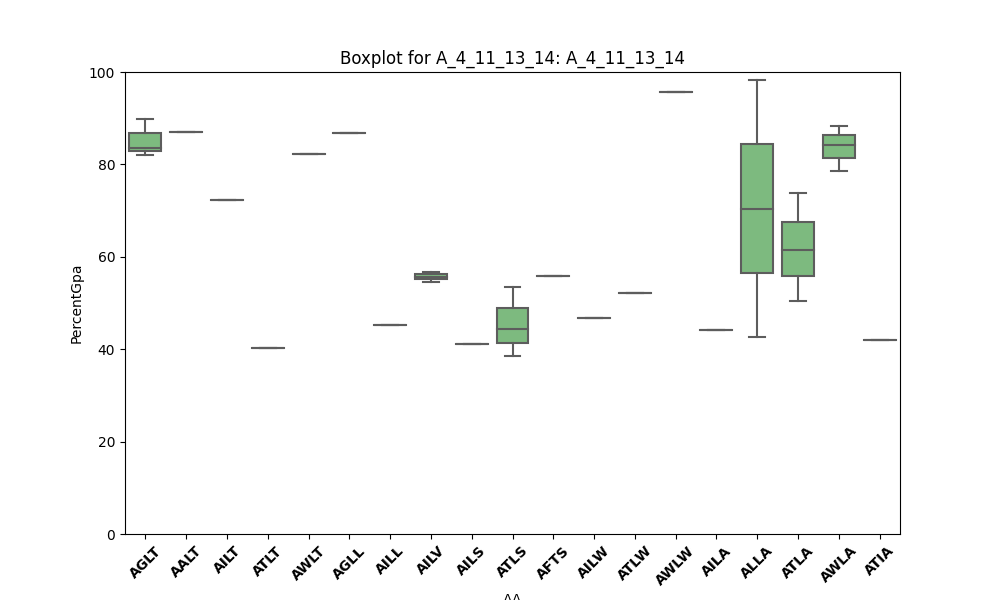 Boxplot for A_4_11_13_14: A_4_11_13_14
PercentGpa
100
80
60
40
20
0
AGLT
AALT
AILT
ATLT
AWLT
AGLL
AILL
AILV
AILS
ATLS
AFTS
AILW
ATLW
AWLW
AILA
ALLA
ATLA
AWLA
ATIA
AA